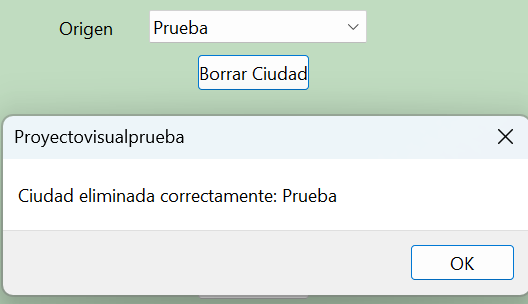 Origen Prueba
Borrar Ciudad
Proyectovisualprueba
Ciudad eliminada correctamente: Prueba
OK